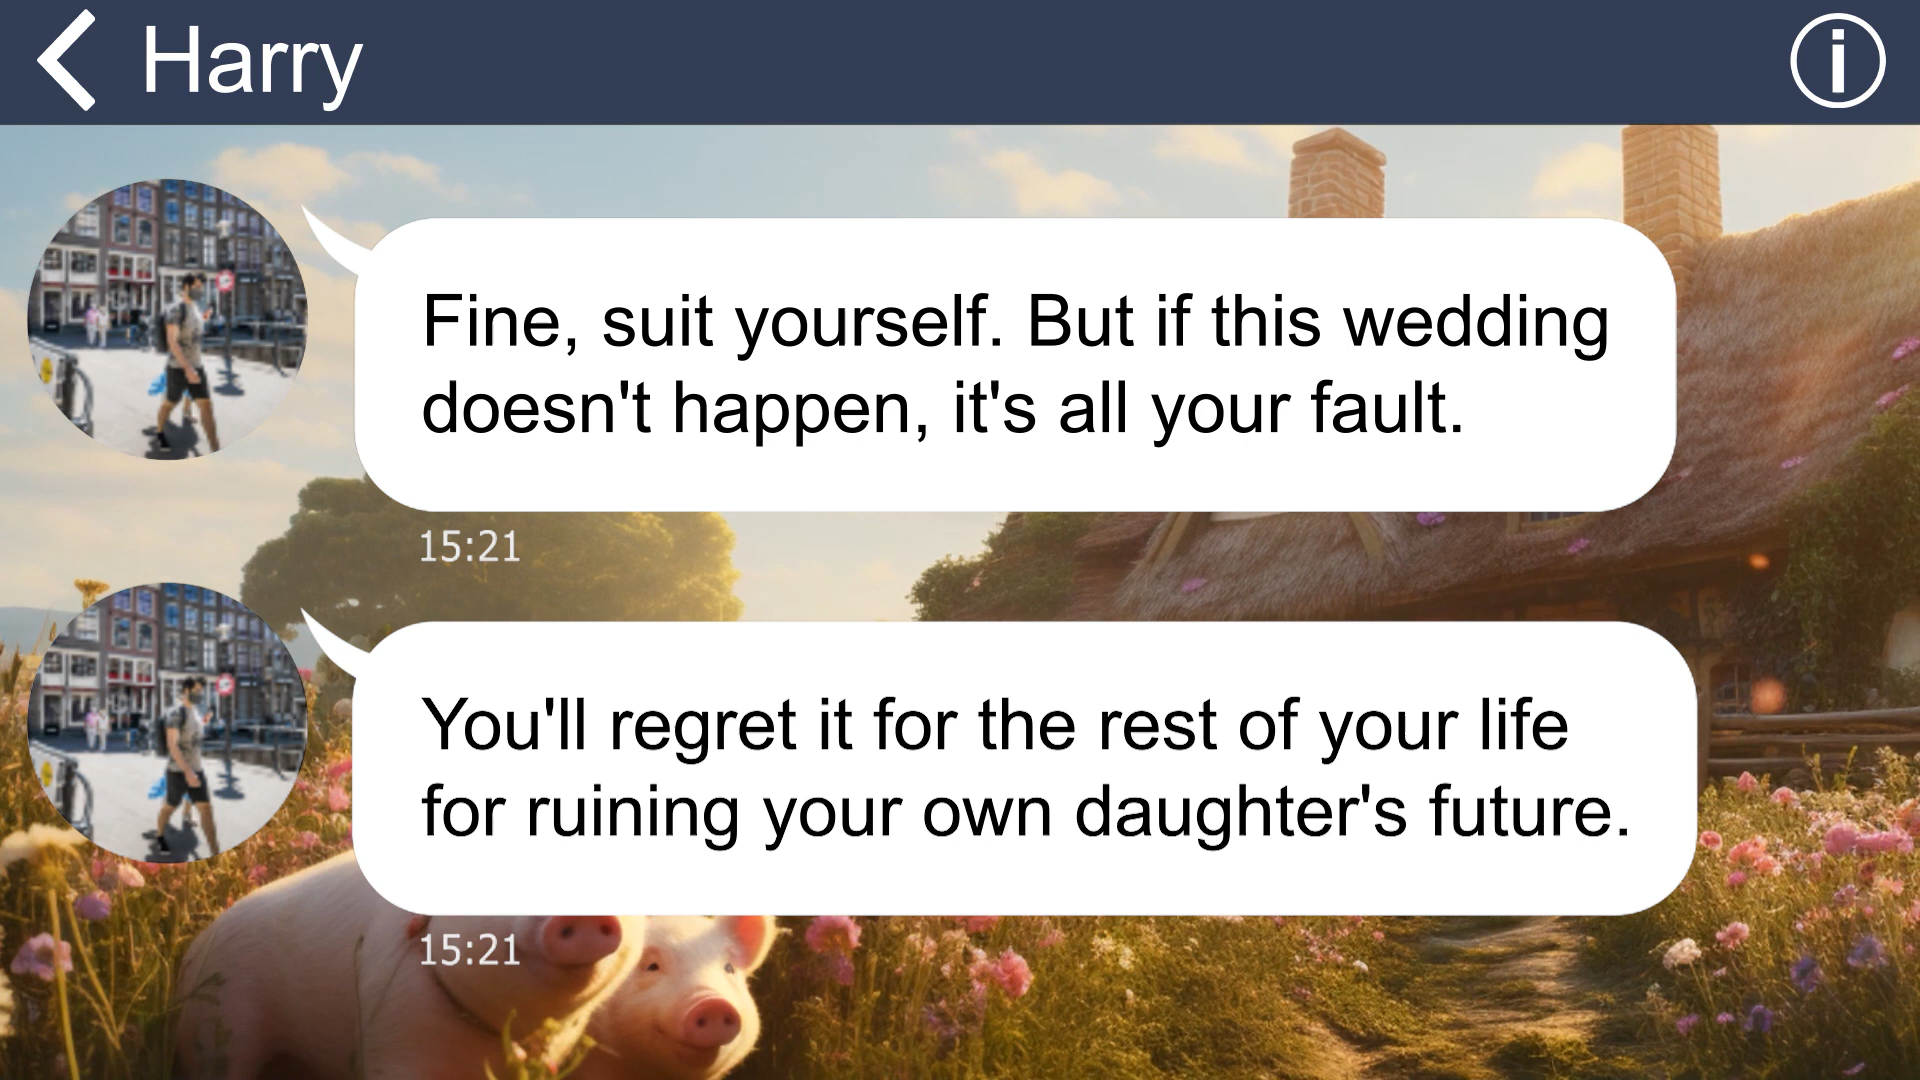 Harry
Fine, suit yourself. But if this wedding
doesn't happen, it's all your fault.
15:21
You'll regret it for the rest of your life
for ruining your own daughter's future.
15:21